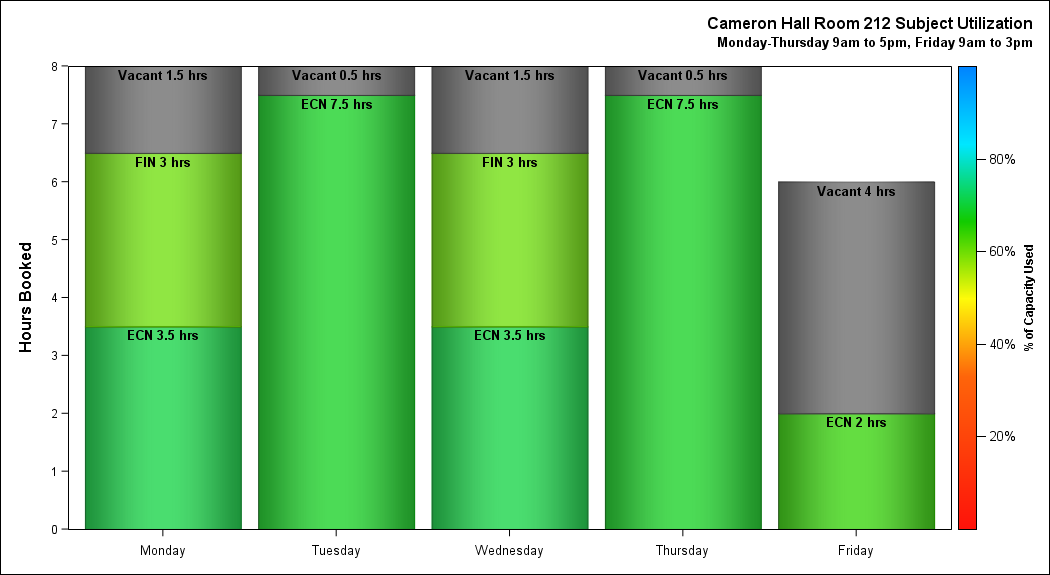 Cameron Hall Room 212 Subject Utilization
Monday-Thursday 9am to 5pm, Friday 9am to 3pm
Hours Booked
8
7
6
5
4
3
2
1
0
Vacant 1.5 hrs
FIN 3 hrs
ECN 3.5 hrs
Vacant 0.5 hrs
ECN 7.5 hrs
Vacant 1.5 hrs
FIN 3 hrs
ECN 3.5 hrs
Vacant 0.5 hrs
ECN 7.5 hrs
Vacant 4 hrs
ECN 2 hrs
Monday
Tuesday
Wednesday
Thursday
Friday
80%
60%
40%
20%
% of Capacity Used